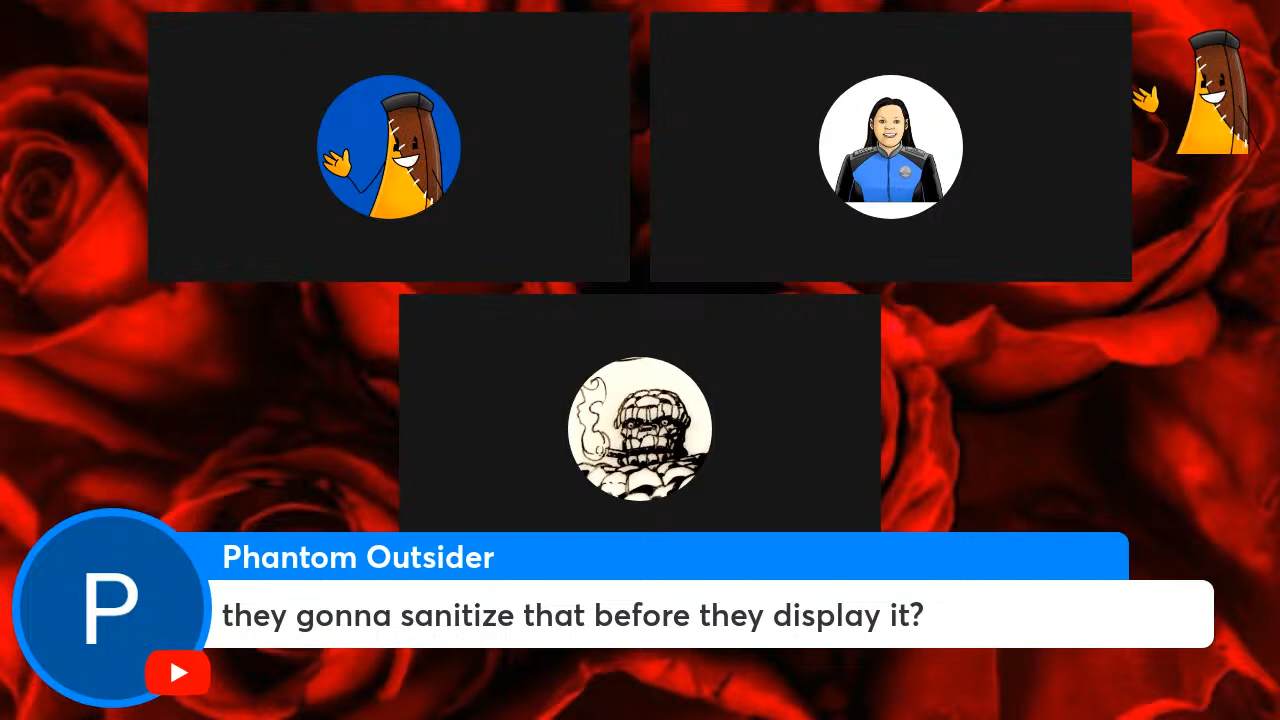 Phantom Outsider
P
they gonna sanitize that before they display it?